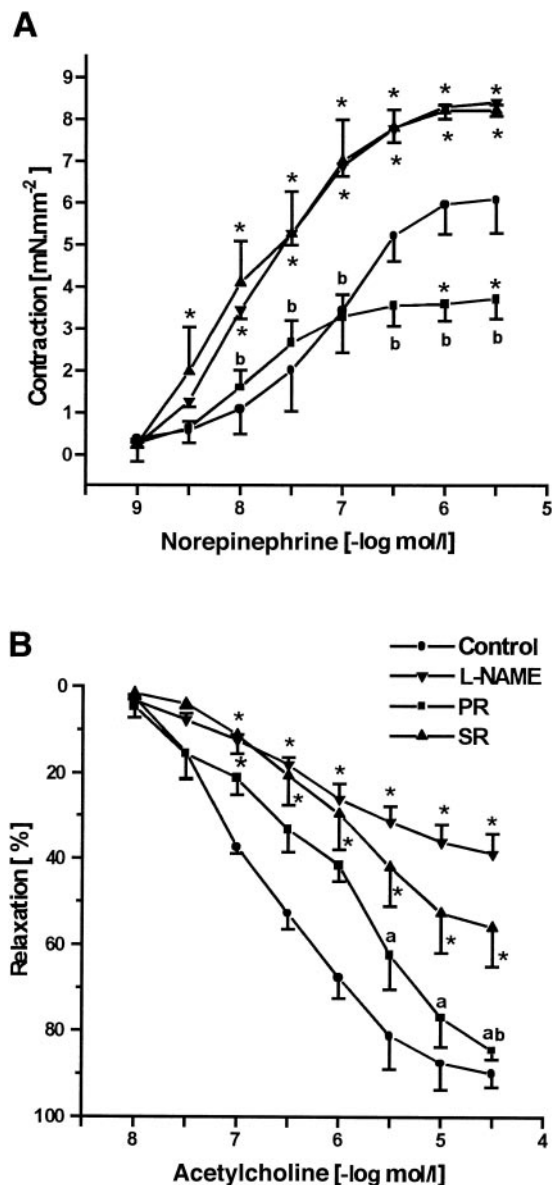 A
9
*
*
*
*
8
*
*
*
7
*
*
6
*
5
*
b
4
*
*
*
b
*
3
b
b
b
b
2
1
0
Contraction [mN.mm-2]
9
8
7
6
5
Norepinephrine [-log mol/l]
B
Control
L-NAME
PR
SR
0
*
*
20
*
*
*
*
*
*
*
40
*
*
*
a
60
a
80
ab
100
Relaxation [%]
8
7
6
5
4
Acetylcholine [-log mol/l]